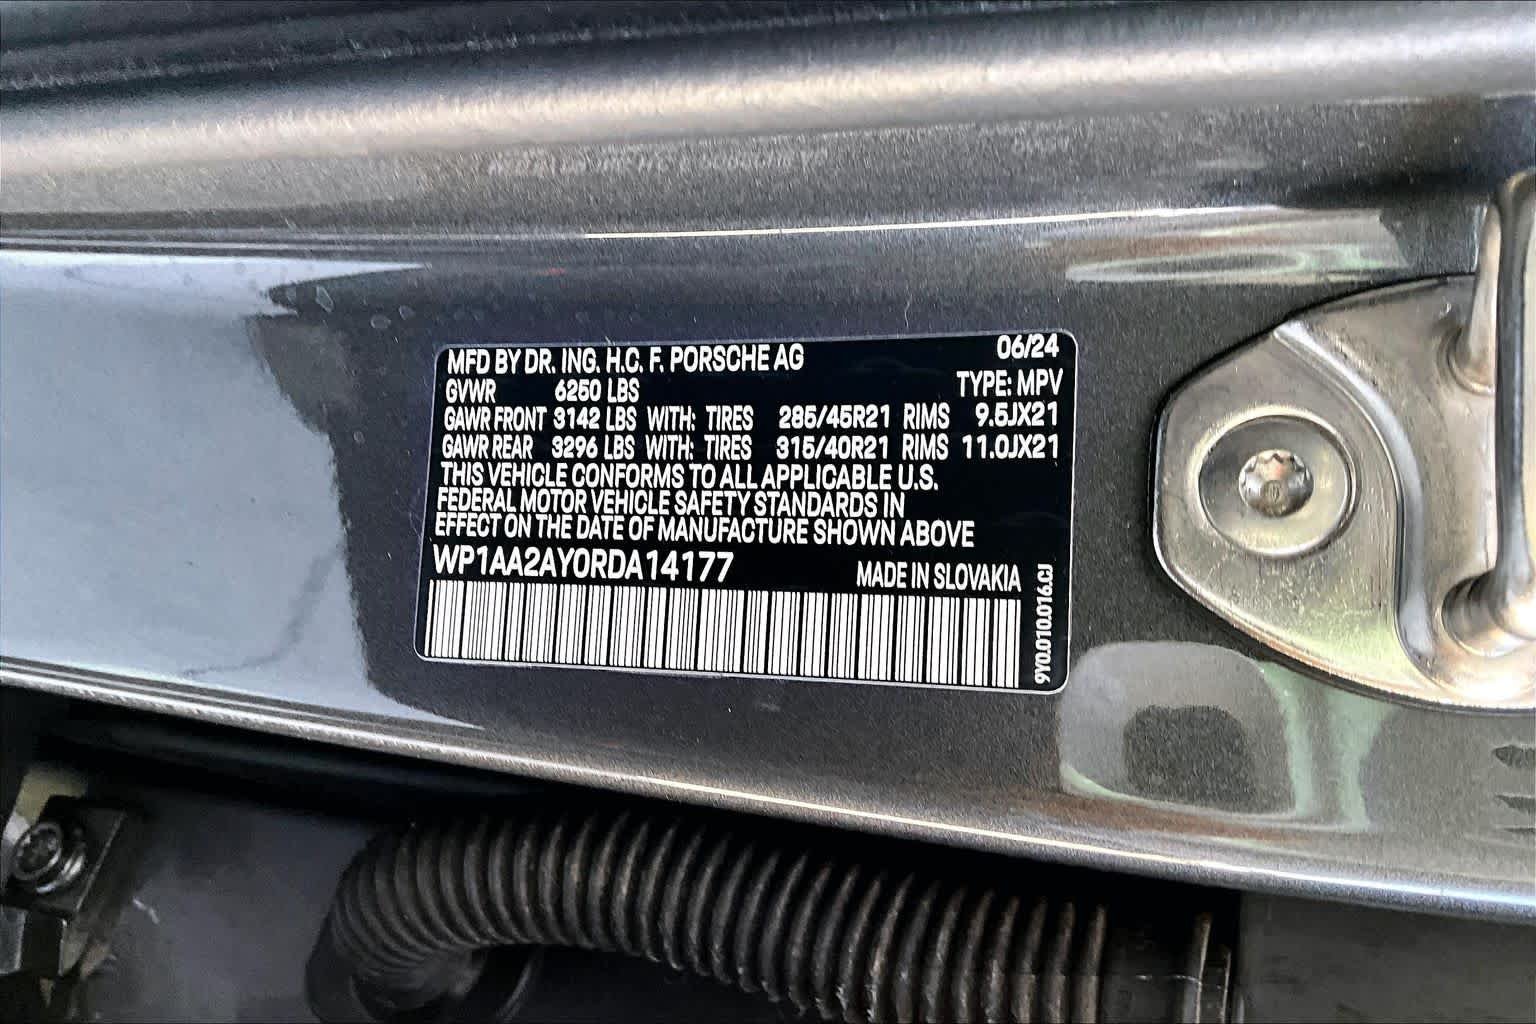 MFD BY DR. ING. H.C. F. PORSCHE AG 06/24
GVWR 6250 LBS TYPE: MPV
GAWR FRONT 3142 LBS WITH: TIRES 285/45R21 RIMS 9.5JX21
GAWR REAR 3296 LBS WITH: TIRES 315/40R21 RIMS 11.0JX21
THIS VEHICLE CONFORMS TO ALL APPLICABLE U.S.
FEDERAL MOTOR VEHICLE SAFETY STANDARDS IN
EFFECT ON THE DATE OF MANUFACTURE SHOWN ABOVE
WP1AA2AY0RDA14177 MADE IN SLOVAKIA
9Y0.010.016.CJ